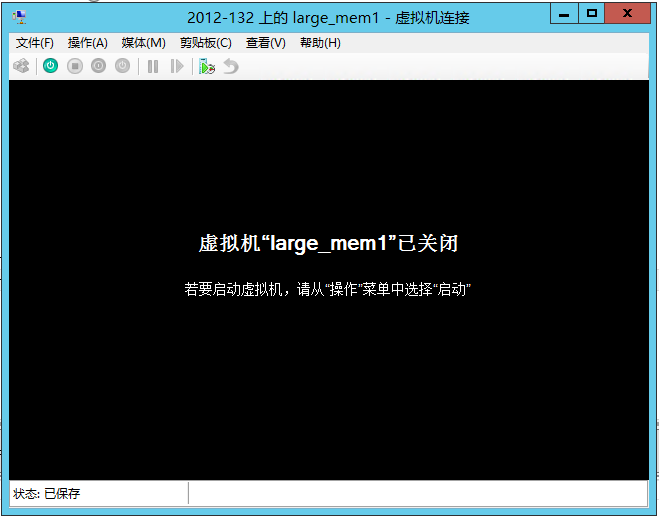 2012-132 上的 large_mem1 - 虚拟机连接
文件(F) 操作(A) 媒体(M) 剪贴板(C) 查看(V) 帮助(H)
虚拟机“large_mem1”已关闭
若要启动虚拟机，请从“操作”菜单中选择“启动”
状态: 已保存